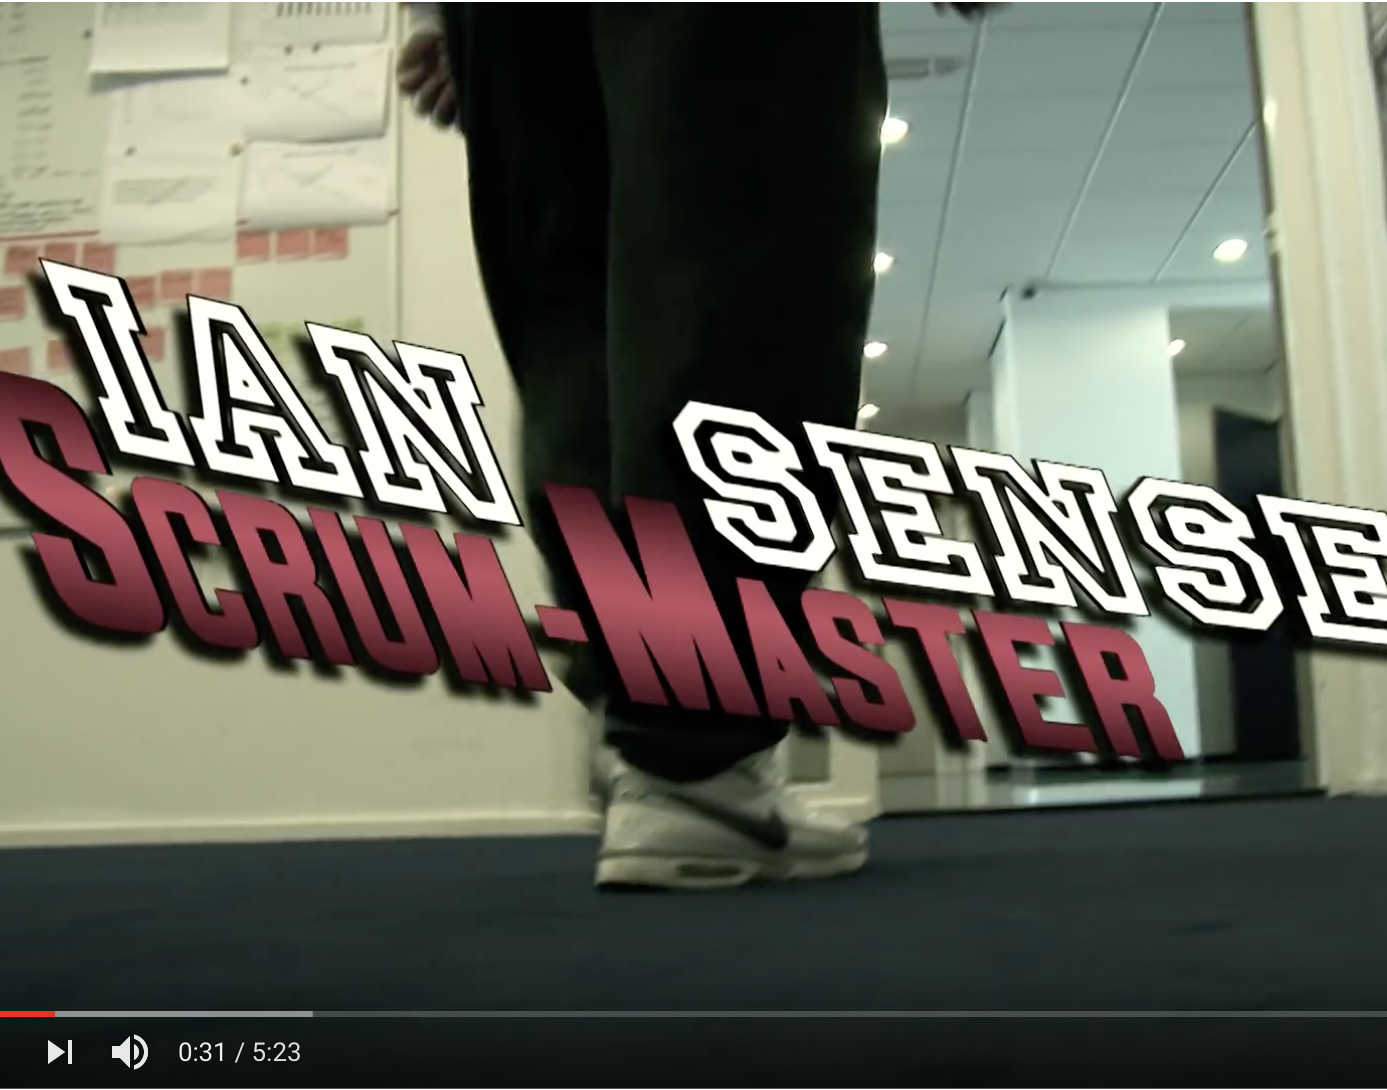 IAN SENSE
SCRUM-MASTER
0:31 / 5:23